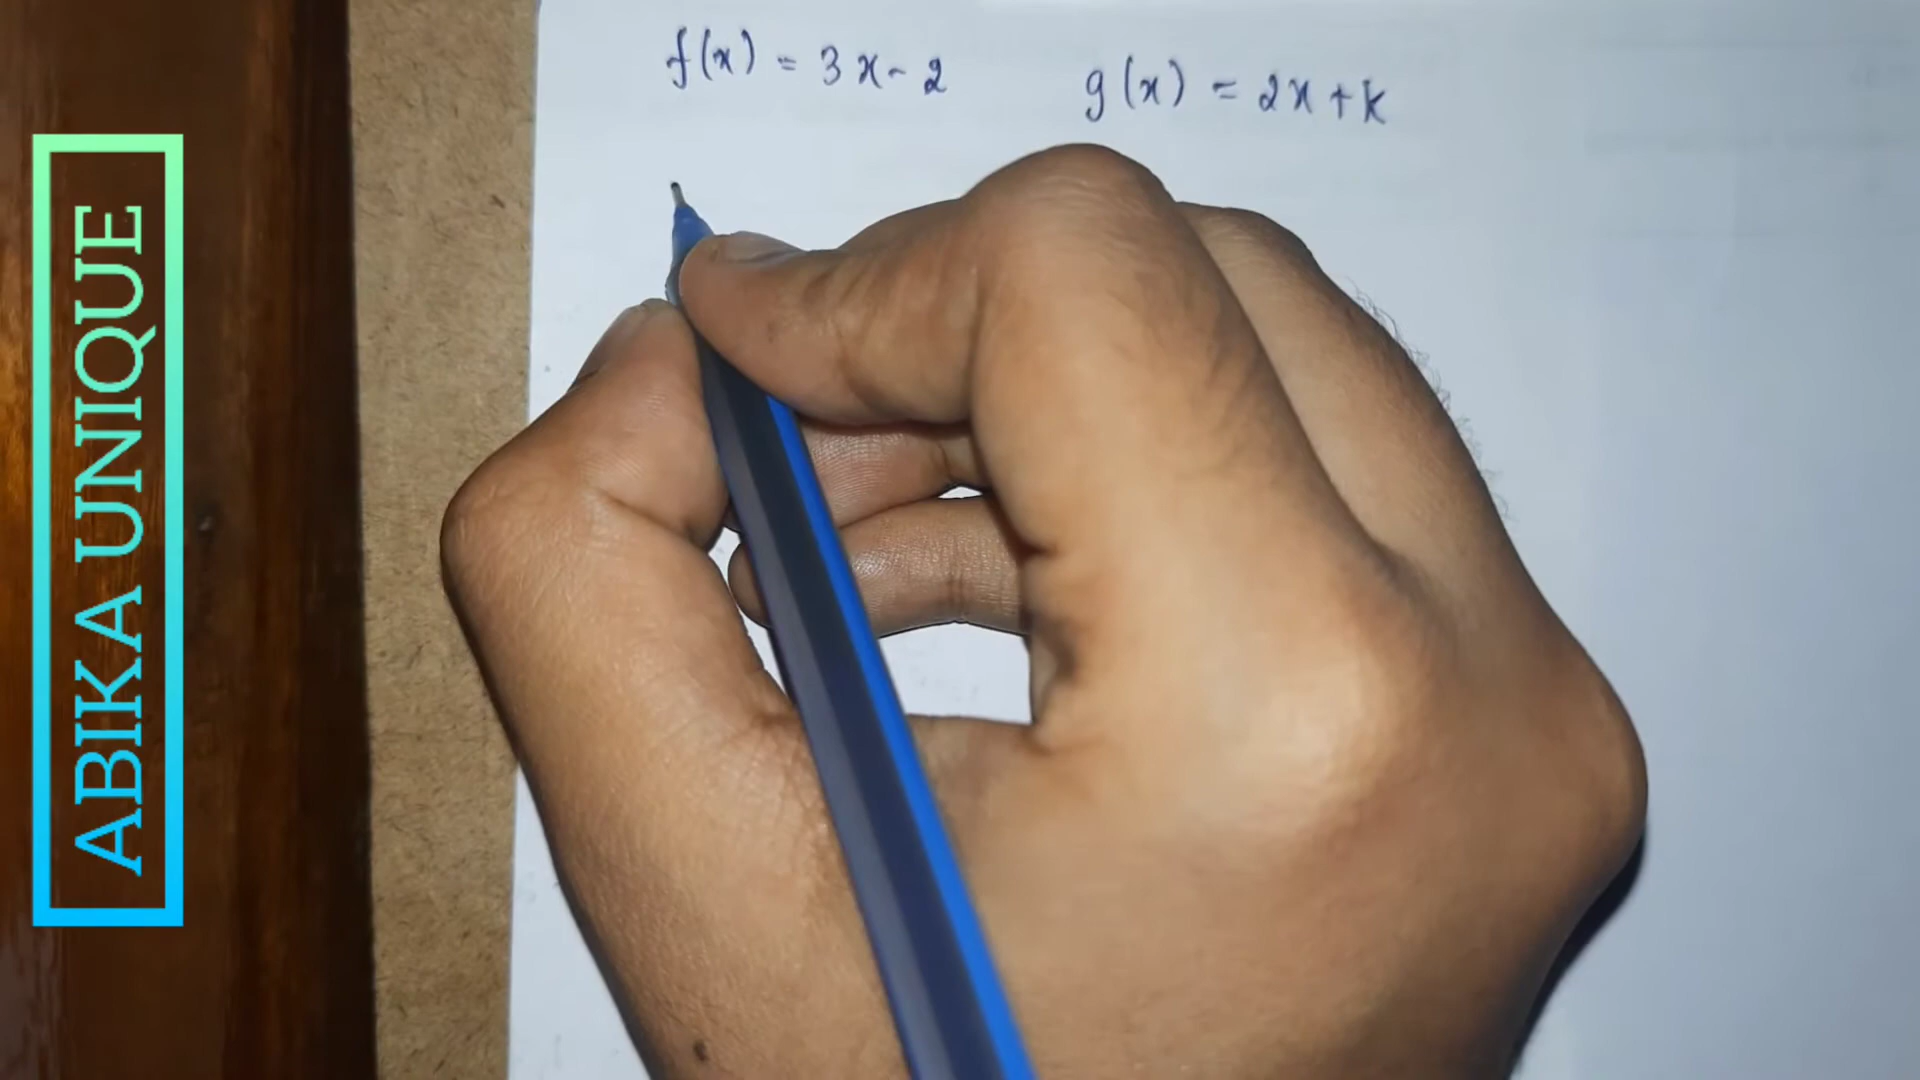 f(x) = 3x - 2 g(x) = 2x + k
ABIKA UNIQUE